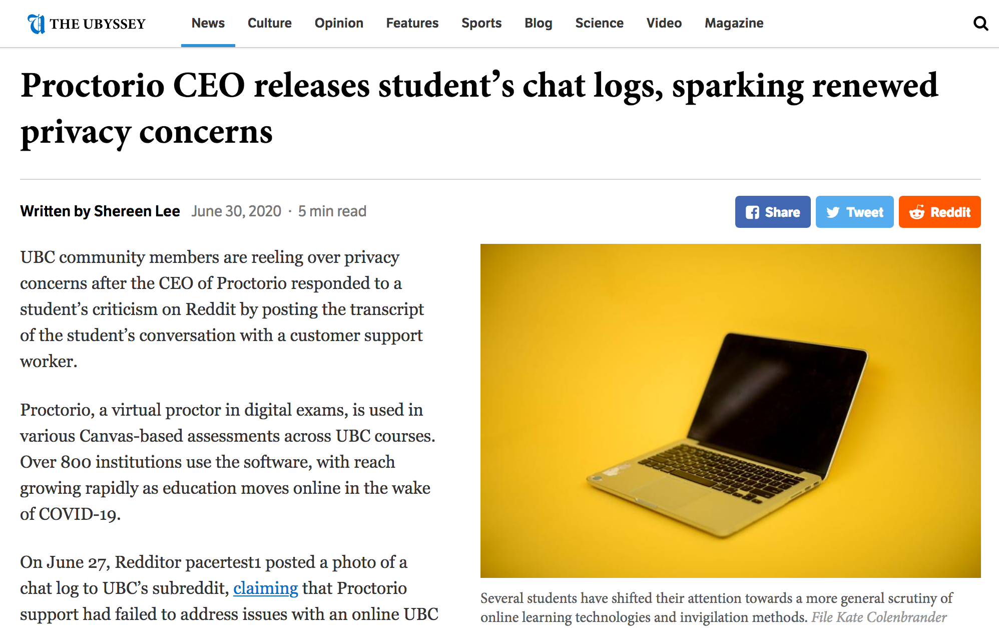 THE UBYSSEY
News Culture Opinion Features Sports Blog Science Video Magazine
Proctorio CEO releases student’s chat logs, sparking renewed
privacy concerns
Written by Shereen Lee June 30, 2020 · 5 min read
Share Tweet Reddit
UBC community members are reeling over privacy
concerns after the CEO of Proctorio responded to a
student’s criticism on Reddit by posting the transcript
of the student’s conversation with a customer support
worker.
Proctorio, a virtual proctor in digital exams, is used in
various Canvas-based assessments across UBC courses.
Over 800 institutions use the software, with reach
growing rapidly as education moves online in the wake
of COVID-19.
On June 27, Redditor pacertest1 posted a photo of a
chat log to UBC’s subreddit, claiming that Proctorio
support had failed to address issues with an online UBC
Several students have shifted their attention towards a more general scrutiny of
online learning technologies and invigilation methods. File Kate Colenbrander